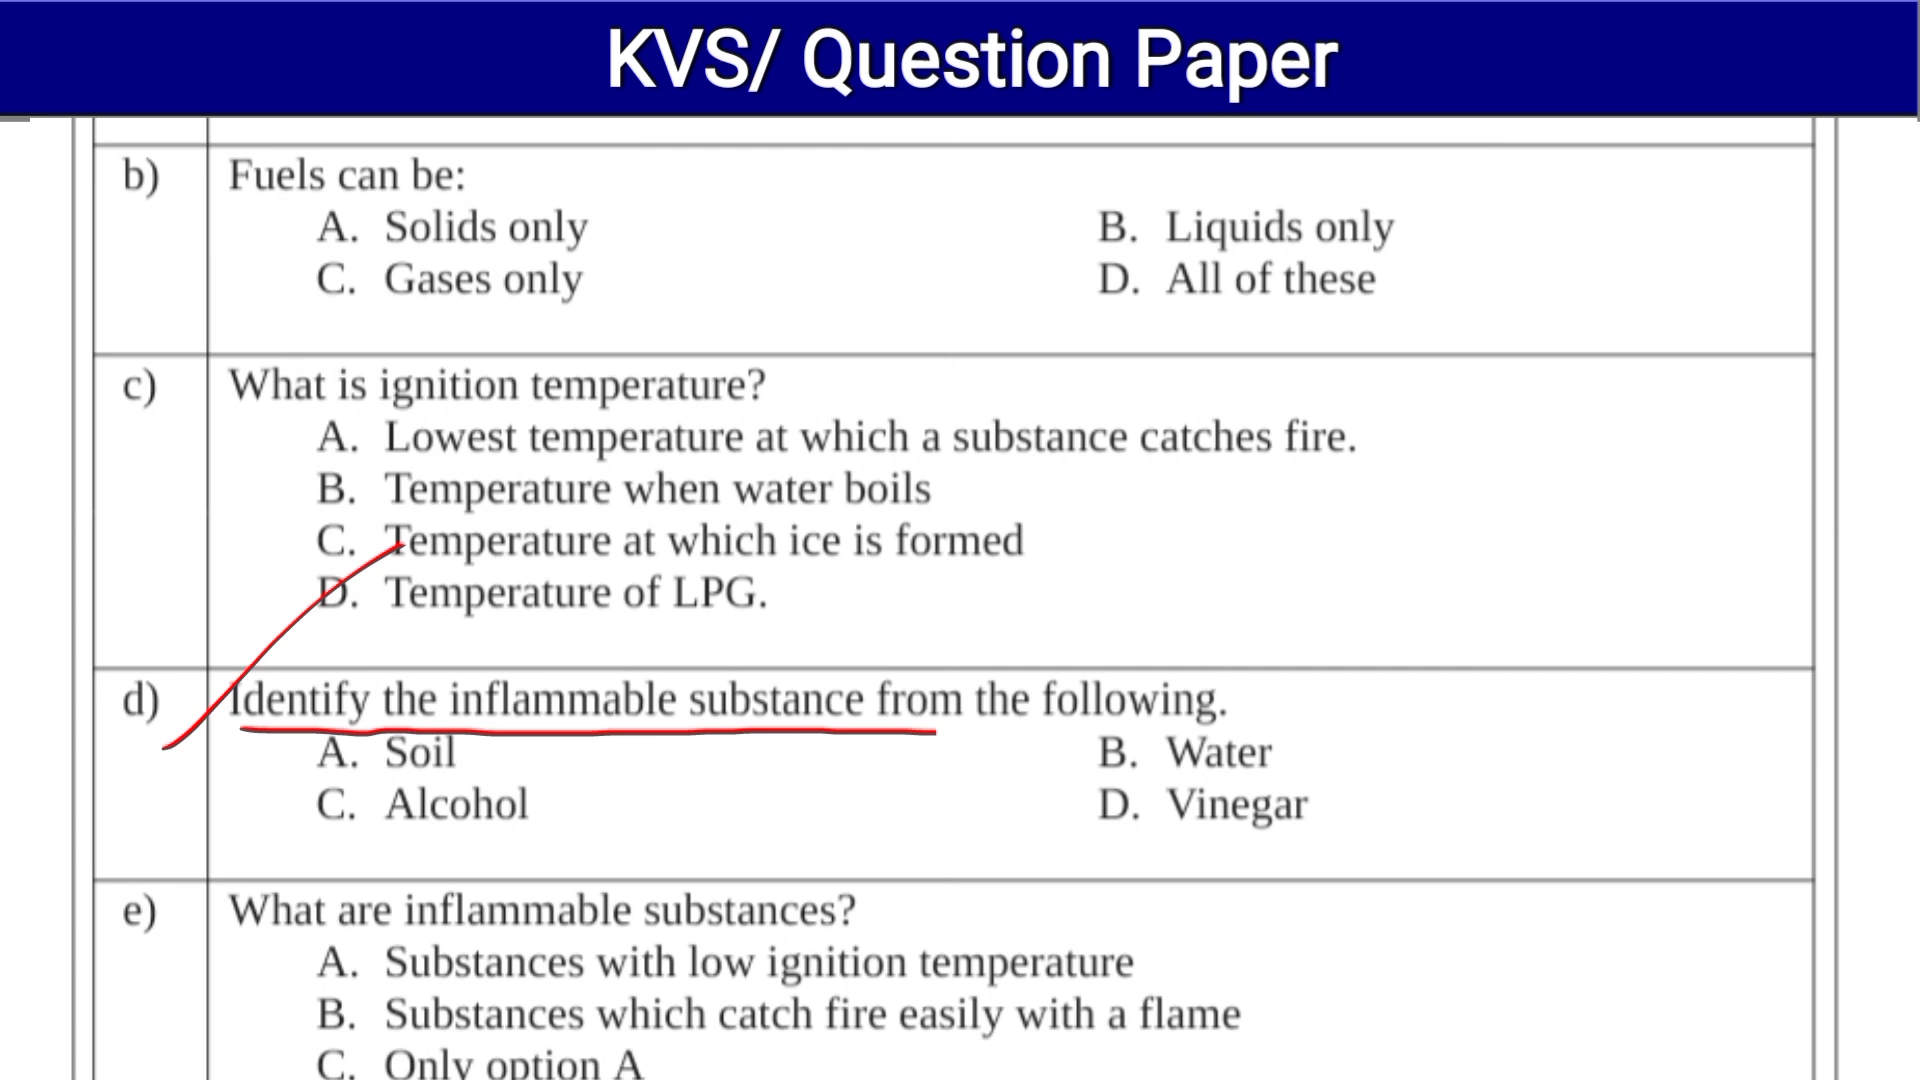 KVS/ Question Paper
b) Fuels can be:
A. Solids only B. Liquids only
C. Gases only D. All of these
c) What is ignition temperature?
A. Lowest temperature at which a substance catches fire.
B. Temperature when water boils
C. Temperature at which ice is formed
D. Temperature of LPG.
d) Identify the inflammable substance from the following.
A. Soil B. Water
C. Alcohol D. Vinegar
e) What are inflammable substances?
A. Substances with low ignition temperature
B. Substances which catch fire easily with a flame
C. Only option A